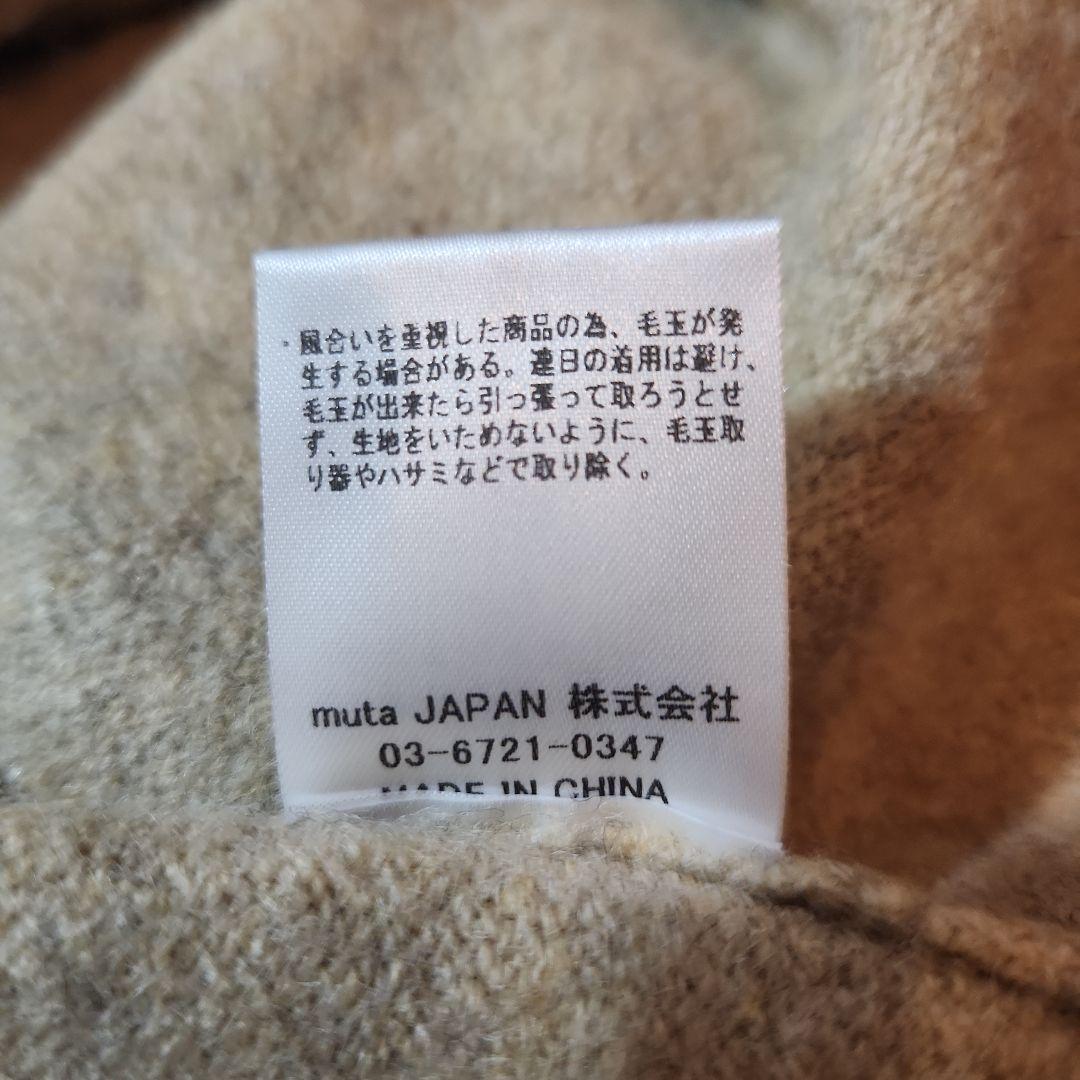 ・風合いを重視した商品の為、毛玉が発
生する場合がある。連日の着用は避け、
毛玉が出来たら引っ張って取ろうとせ
ず、生地をいためないように、毛玉取
り器やハサミなどで取り除く。
muta JAPAN 株式会社
03-6721-0347
MADE IN CHINA